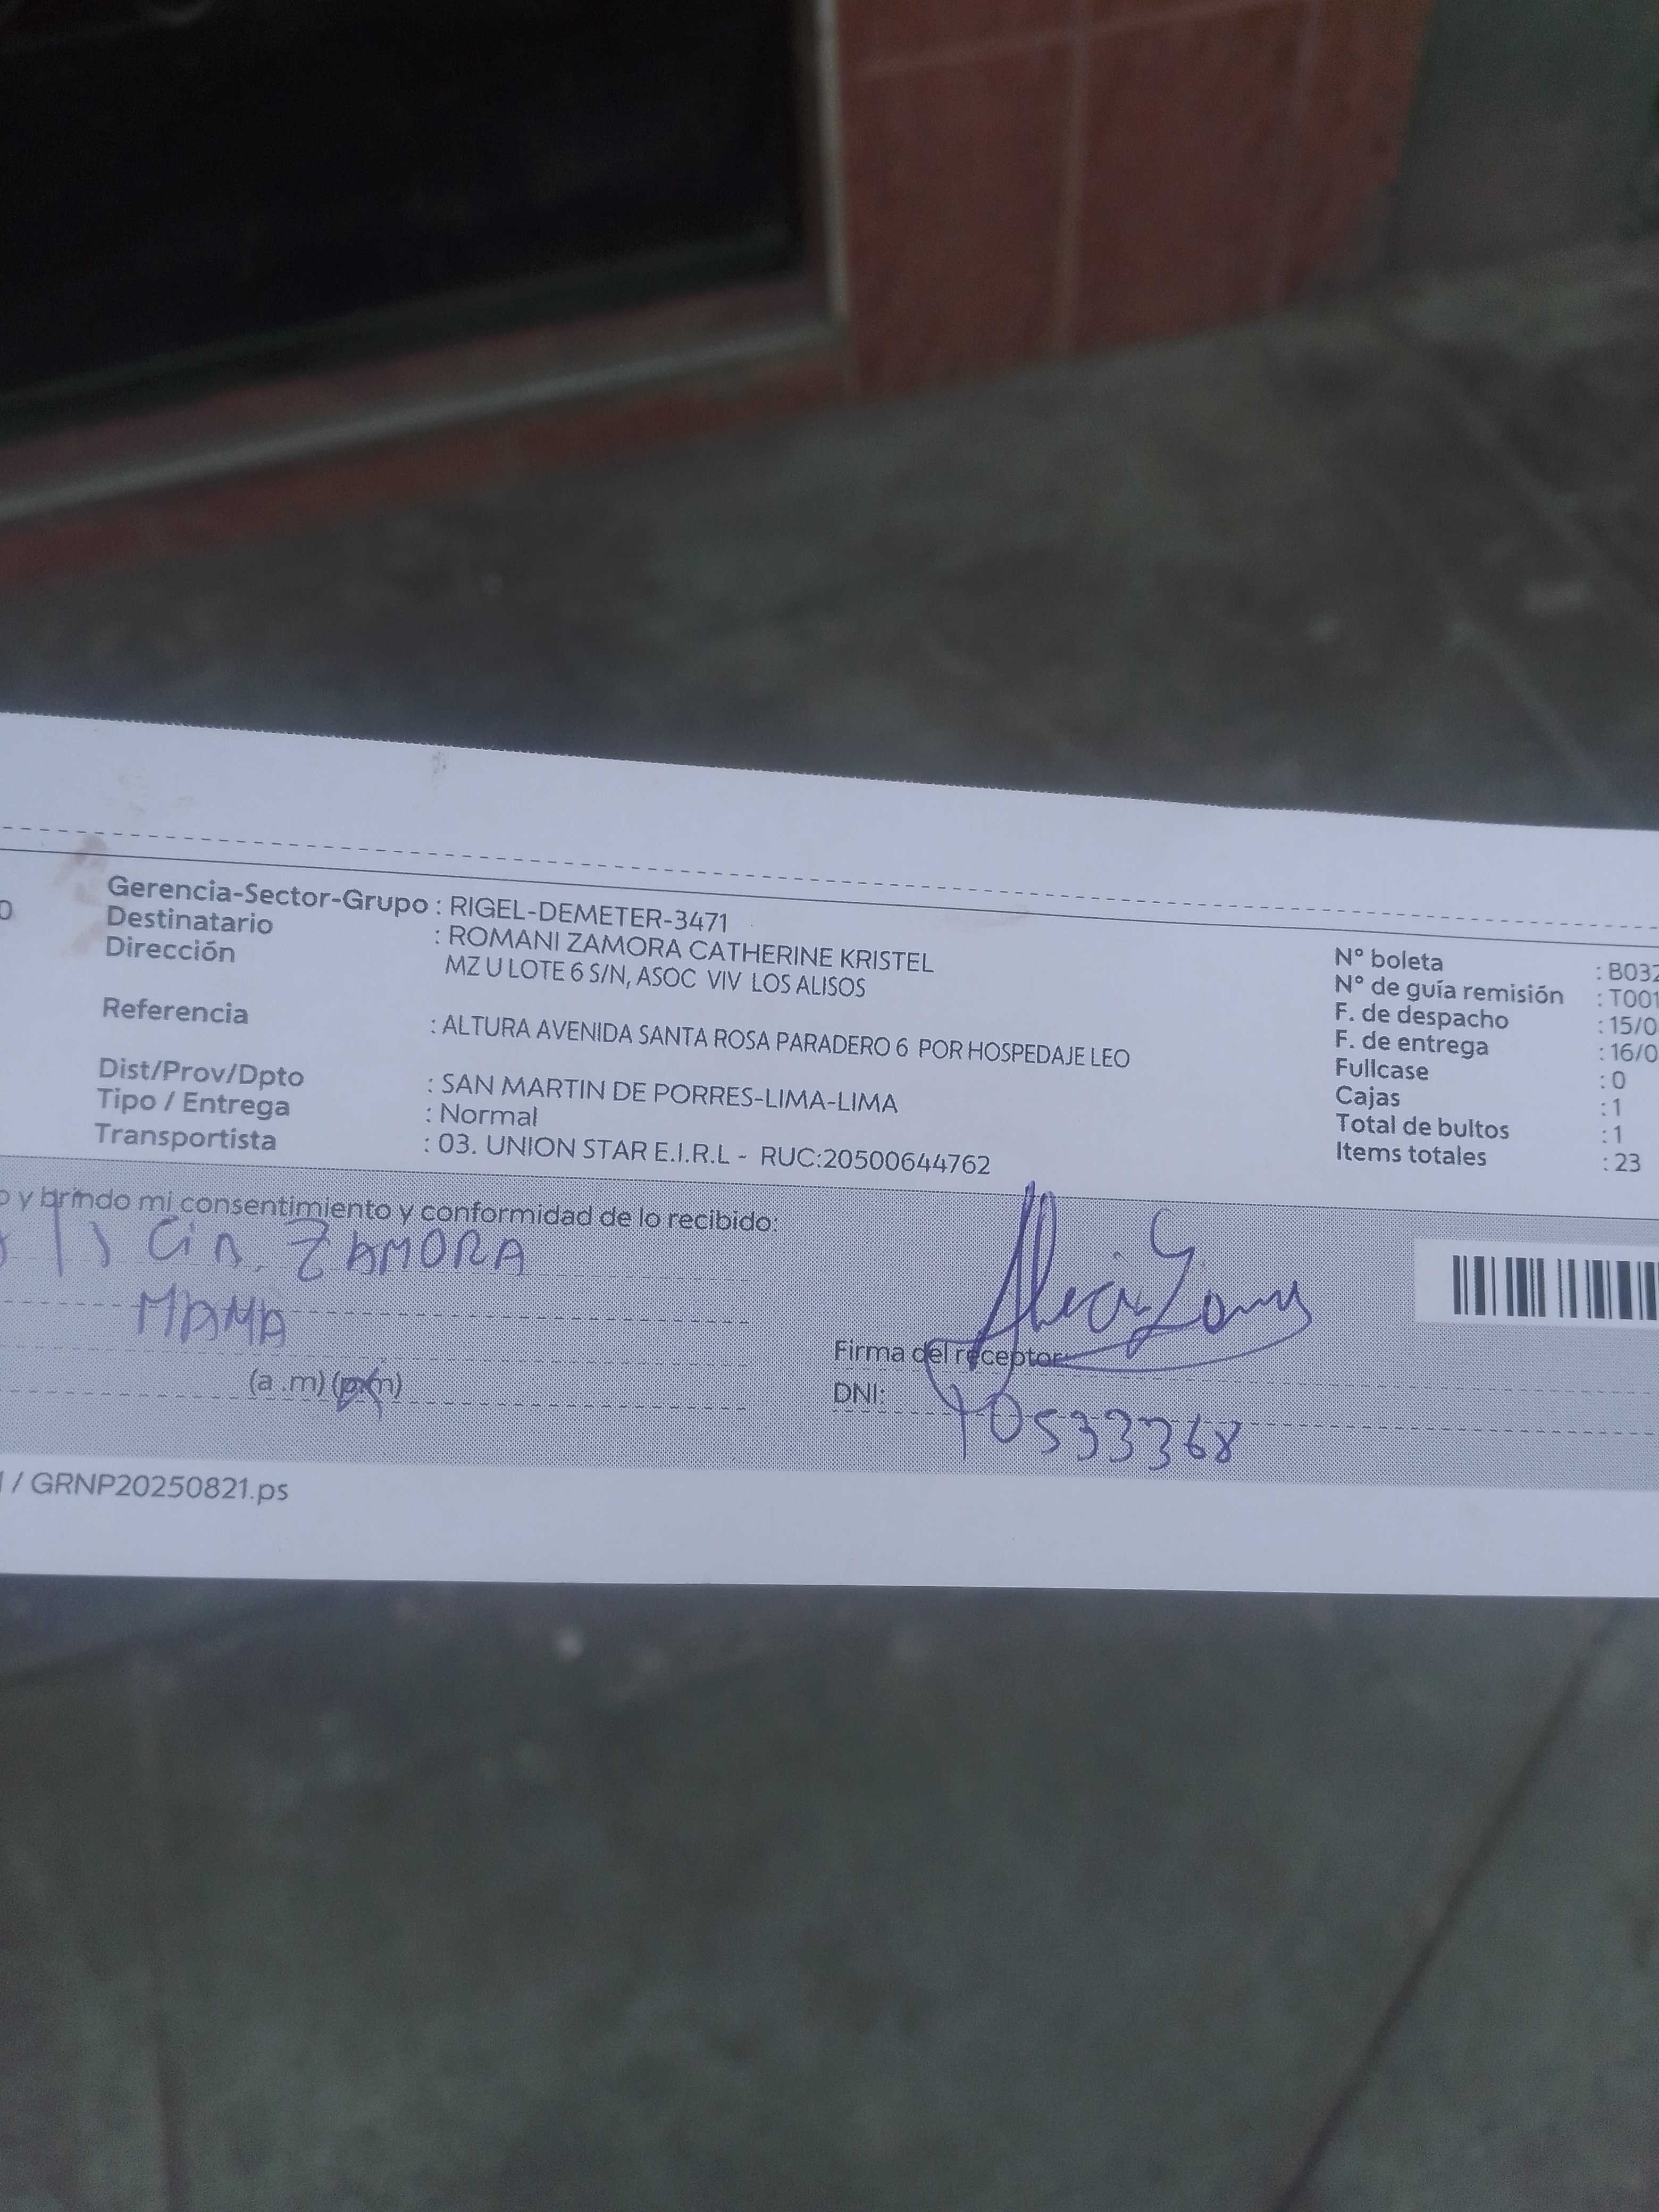 Gerencia-Sector-Grupo : RIGEL-DEMETER-3471
Destinatario : ROMANI ZAMORA CATHERINE KRISTEL
Dirección MZ U LOTE 6 S/N, ASOC VIV LOS ALISOS
Referencia : ALTURA AVENIDA SANTA ROSA PARADERO 6 POR HOSPEDAJE LEO
Dist/Prov/Dpto : SAN MARTIN DE PORRES-LIMA-LIMA
Tipo / Entrega : Normal
Transportista : 03. UNION STAR E.I.R.L - RUC:20500644762
N° boleta : B032
N° de guía remisión : T001
F. de despacho : 15/0
F. de entrega : 16/0
Fullcase : 0
Cajas : 1
Total de bultos : 1
Items totales : 23
o y brindo mi consentimiento y conformidad de lo recibido:
ZAMORA
MAMA
(a .m) (p.m)
Firma del receptor:
DNI: 40533368
/ GRNP20250821.ps